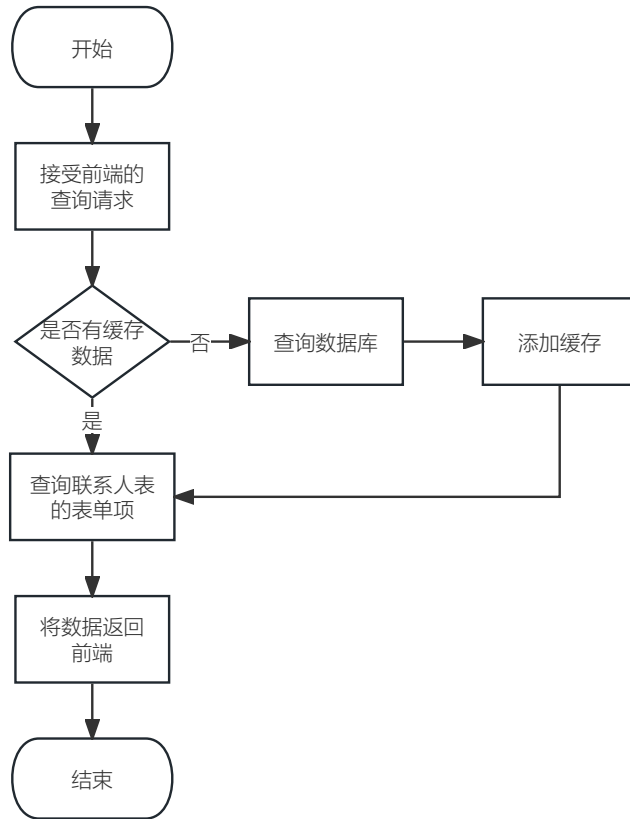 开始
接受前端的
查询请求
是否有缓存
数据
否
查询数据库
添加缓存
是
查询联系人表
的表单项
将数据返回
前端
结束